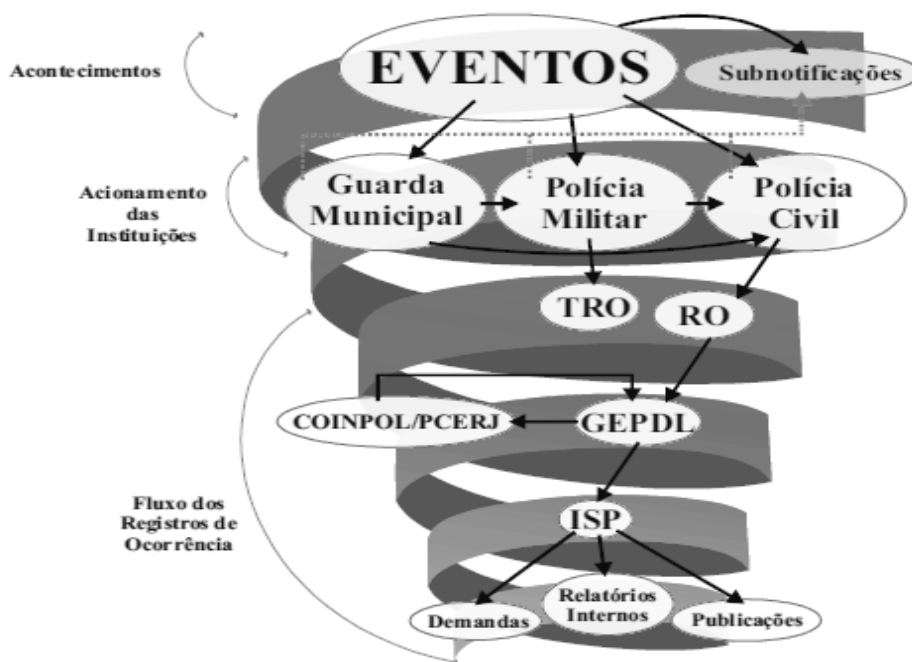 EVENTOS
Subnotificações
Acontecimentos
Guarda
Municipal
Polícia
Militar
Polícia
Civil
Acionamento
das
Instituições
TRO
RO
COINPOL/PCERJ
GEPDL
Fluxo dos
Registros de
Ocorrência
ISP
Demandas
Relatórios
Internos
Publicações